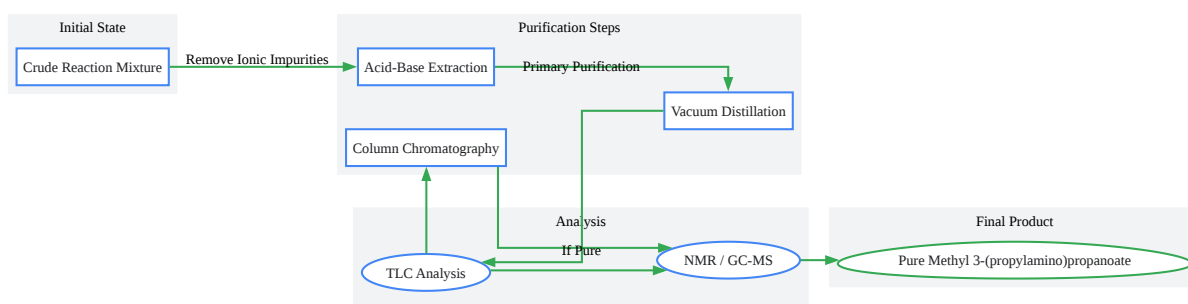 Initial State
Purification Steps
Crude Reaction Mixture
Remove Ionic Impurities
Acid-Base Extraction
Primary Purification
Vacuum Distillation
Column Chromatography
Analysis
Final Product
If Pure
TLC Analysis
NMR / GC-MS
Pure Methyl 3-(propylamino)propanoate